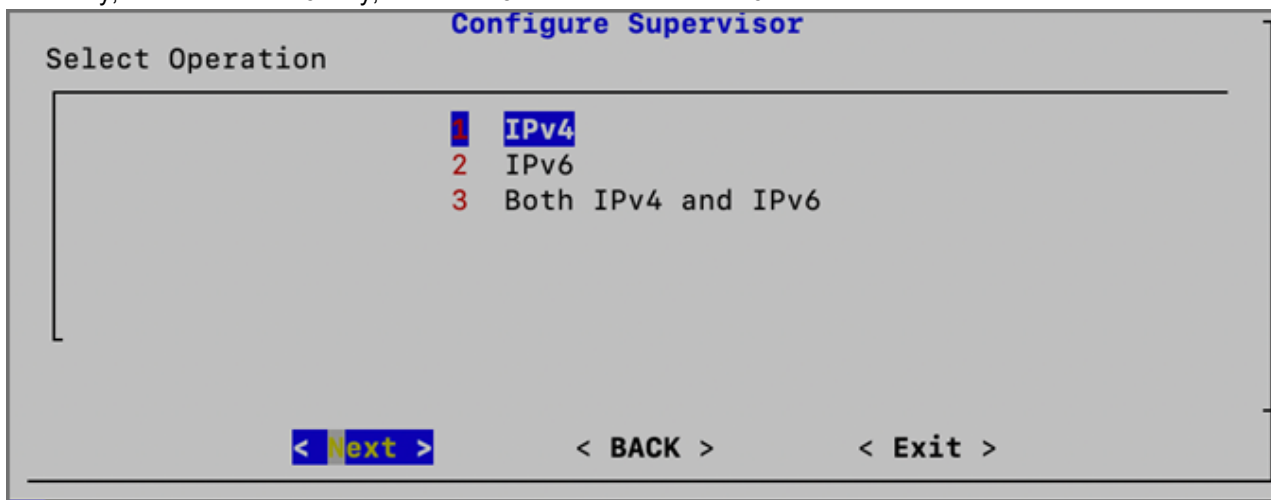 Configure Supervisor
Select Operation
1 IPv4
2 IPv6
3 Both IPv4 and IPv6
< Next > < BACK > < Exit >